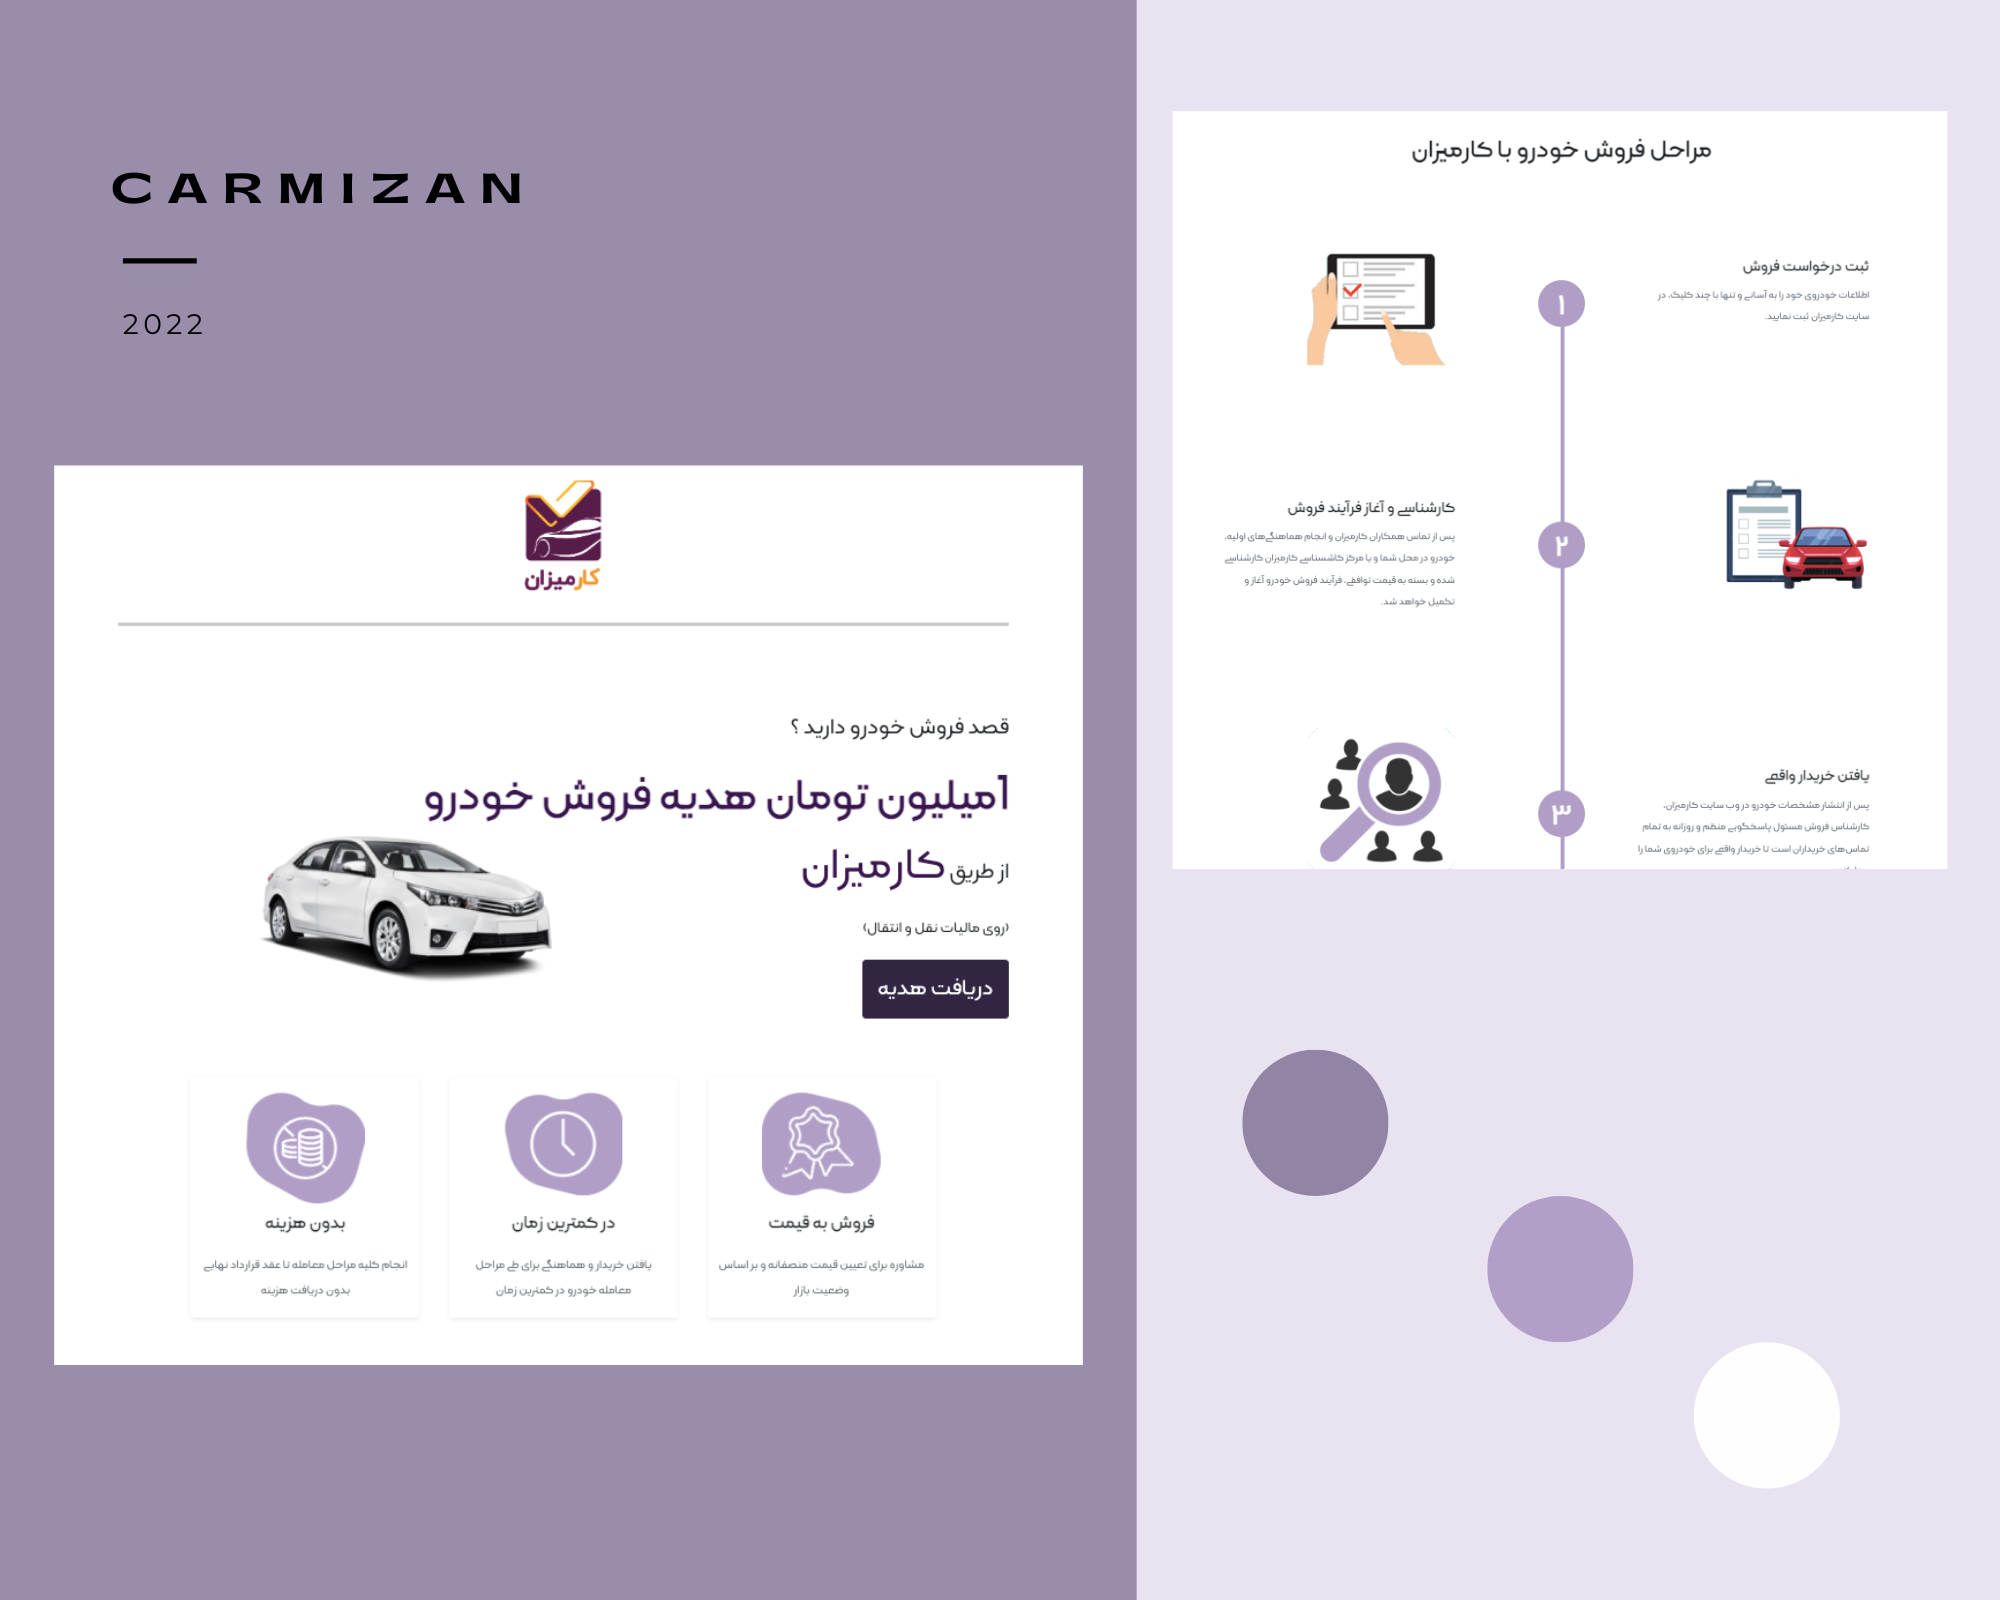 CARMIZAN
2022
کارمیزان
قصد فروش خودرو دارید ؟
1میلیون تومان هدیه فروش خودرو
از طریق کارمیزان
(روی مالیات نقل و انتقال)
دریافت هدیه
فروش به قیمت
مشاوره برای تعیین قیمت منصفانه و بر اساس
وضعیت بازار
در کمترین زمان
یافتن خریدار و هماهنگی برای طی مراحل
معامله خودرو در کمترین زمان
بدون هزینه
انجام کلیه مراحل معامله تا عقد قرارداد نهایی
بدون دریافت هزینه
مراحل فروش خودرو با کارمیزان
۱
ثبت درخواست فروش
اطلاعات خودروی خود را به آسانی و تنها با چند کلیک، در
سایت کارمیزان ثبت نمایید.
۲
کارشناسی و آغاز فرآیند فروش
پس از تماس همکاران کارمیزان و انجام هماهنگی‌های اولیه،
خودرو در محل شما و یا مرکز کاشسناسی کارمیزان کارشناسی
شده و بسته به قیمت توافقی، فرآیند فروش خودرو آغاز و
تکمیل خواهد شد.
۳
یافتن خریدار واقعی
پس از انتشار مشخصات خودرو در وب سایت کارمیزان،
کارشناس فروش مسئول پاسخگویی منظم و روزانه به تمام
تماس‌های خریداران است تا خریدار واقعی برای خودروی شما را